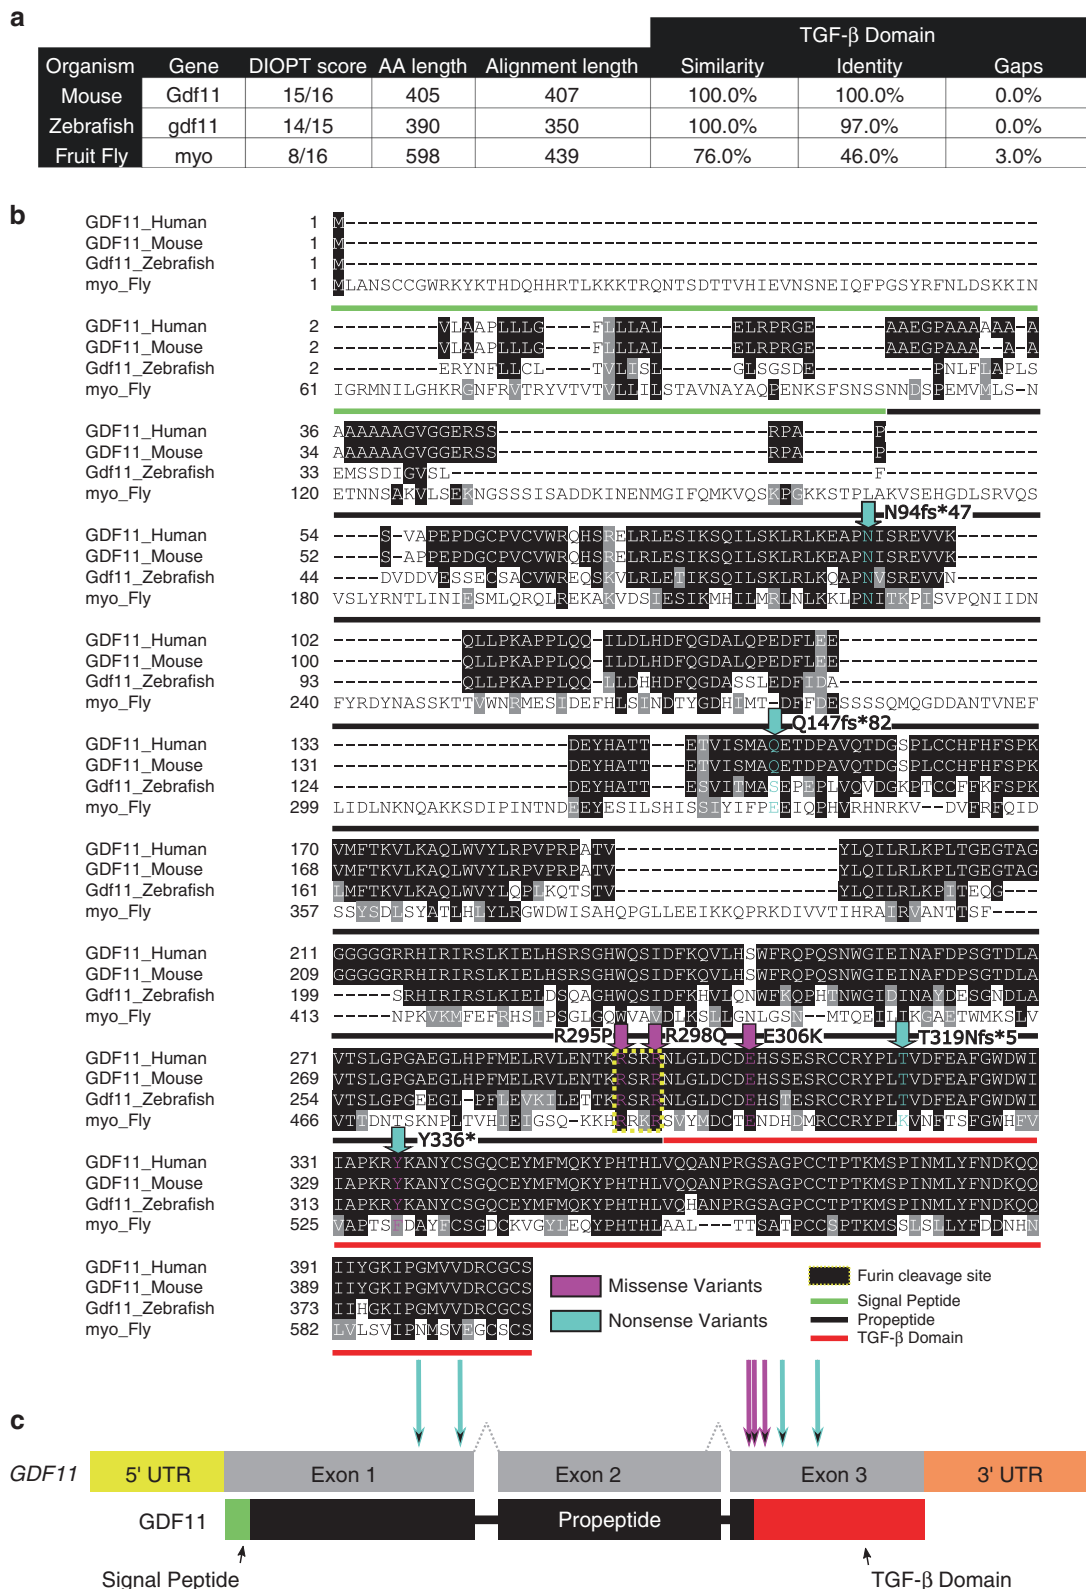 a
TGF-β Domain
Organism Gene DIOPT score AA length Alignment length Similarity Identity Gaps
Mouse Gdf11 15/16 405 407 100.0% 100.0% 0.0%
Zebrafish gdf11 14/15 390 350 100.0% 97.0% 0.0%
Fruit Fly myo 8/16 598 439 76.0% 46.0% 3.0%
b
GDF11_Human 1 M-----------------------------------------------------------
GDF11_Mouse 1 M-----------------------------------------------------------
Gdf11_Zebrafish 1 M-----------------------------------------------------------
myo_Fly 1 MLANSCCGWRKYKTHDQHHRTLKKKTRQNTSDTTVHIEVNSNEIQFPGSYRFNLDSKKIN
GDF11_Human 2 ---------VLAAPLLLG----FLLLAL------ELRPRGE------AAEGPAAAAAA-A
GDF11_Mouse 2 ---------VLAAPLLLG----FLLLAL------ELRPRGE------AAEGPAAA--A-A
Gdf11_Zebrafish 2 ---------ERYNFLLCL----TVLISL------GLSGSDE----------PNLFLAPLS
myo_Fly 61 IGRMNILGHKRGNFRVTRYVTVTVLLILSTAVNAYAQPENKSFSNSSNNDSPEMVMLS-N
GDF11_Human 36 AAAAAAGVGGERSS-----------------------RPA-----P-------------
GDF11_Mouse 34 AAAAAAGVGGERSS-----------------------RPA-----P-------------
Gdf11_Zebrafish 33 EMSSDIGVSL------------------------------------F-------------
myo_Fly 120 ETNNSAKVLSEKNGSSSISADDKINENMGIFQMKVQSKPGKKSTPLAKVSEHGDLSRVQS
N94fs*47
GDF11_Human 54 ----S-VAPEPDGCPVCVWRQHSRELRLESIKSQILSKLRLKEAPNISREVVK-------
GDF11_Mouse 52 ----S-APEPDGCPVCVWRQHSRELRLESIKSQILSKLRLKEAPNISREVVK-------
Gdf11_Zebrafish 44 ----DVDDVESSECSACVWREQSKVLRLETIKSQILSKLRLKQAPNVSREVVN-------
myo_Fly 180 VSLYRNTLINIESMLQRQLREKAKVDSIESIKMHILMRLNLKKLPNITKPISVPQNIIDN
GDF11_Human 102 -----------QLLPKAPPLQQ-ILDLHDFQGDALQPEDFLEE-----------------
GDF11_Mouse 100 -----------QLLPKAPPLQQ-ILDLHDFQGDALQPEDFLEE-----------------
Gdf11_Zebrafish 93 -----------QLLPKAPPLQQ-LLDHHDFQGDASSLEDFIDA-----------------
myo_Fly 240 FYRDYNASSKTTVWNRMESIDEFHLSINDTYGDHIMT-DFFDESSSSQMQGDDANTVNEF
Q147fs*82
GDF11_Human 133 --------------------DEYHATT---ETVISMAQETDPAVQTDGSPLCCHFHFSPK
GDF11_Mouse 131 --------------------DEYHATT---ETVISMAQETDPAVQTDGSPLCCHFHFSPK
Gdf11_Zebrafish 124 --------------------DEYHATT---ESVITMASEPEPLVQVDGKPTCCFFKFSPK
myo_Fly 299 LIDLNKNQAKKSDIPINTNDEEYESILSHISSIYIFPEEIQPHVRHNRKV--DVFRFQID
GDF11_Human 170 VMFTKVLKAQLWVYLRPVPRPATV-------------------YLQILRLKPLTGEGTAG
GDF11_Mouse 168 VMFTKVLKAQLWVYLRPVPRPATV-------------------YLQILRLKPLTGEGTAG
Gdf11_Zebrafish 161 LMFTKVLKAQLWVYLQPLKQTSTV-------------------YLQILRLKPITEQG---
myo_Fly 357 SSYSDLSYATLHLYLRGWDWISAHQPGLLEEIKKQPRKDIVVTIHRAIRVANTTSF----
GDF11_Human 211 GGGGGRRHIRIRSLKIELHSRSGHWQSIDFKQVLHSWFRQPQSNWGIEINAFDPSGTDLA
GDF11_Mouse 209 GGGGGRRHIRIRSLKIELHSRSGHWQSIDFKQVLHSWFRQPQSNWGIEINAFDPSGTDLA
Gdf11_Zebrafish 199 -----SRHIRIRSLKIELDSQAGHWQSIDFKHVLQNWFKQPHTNWGIDINAYDESGNDLA
myo_Fly 413 -----NPKVKMFEFRHSIPGLGQWVAVDLKSLLGNLGSN---MTQEILIKGAETWMKSLV
R295P R298Q E306K T319Nfs*5
GDF11_Human 271 VTSLGPGAEGLHPFMELRVLENTKRSRRNLGLDCDEHSSESRCCRYPLTVDFEAFGWDWI
GDF11_Mouse 269 VTSLGPGAEGLHPFMELRVLENTKRSRRNLGLDCDEHSSESRCCRYPLTVDFEAFGWDWI
Gdf11_Zebrafish 254 VTSLGPGEEGL-PFLEVKILETTKRSRRNLGLDCDEHSTESRCCRYPLTVDFEAFGWDWI
myo_Fly 466 VTTDNTSKNPLTVHIEIGSQ-KKHRRKRSVYMDCTENDHDMRCCRYPLKVNFTSFGWHFV
Y336*
GDF11_Human 331 IAPKRYKANYCSGQCEYMFMQKYPHTHLVQQANPRGSAGPCCTPTKMSPINMLYFNDKQQ
GDF11_Mouse 329 IAPKRYKANYCSGQCEYMFMQKYPHTHLVQQANPRGSAGPCCTPTKMSPINMLYFNDKQQ
Gdf11_Zebrafish 313 IAPKRYKANYCSGQCEYMFMQKYPHTHLVQHANPRGSAGPCCTPTKMSPINMLYFNDKQQ
myo_Fly 525 VAPTSFDAYFCSGDCKVGYLEQYPHTHLAAL---TTSATPCCSPTKMSSLSLLYFDDNHN
GDF11_Human 391 IIYGKIPGMVVDRCGCS
GDF11_Mouse 389 IIYGKIPGMVVDRCGCS
Gdf11_Zebrafish 373 IIHGKIPGMVVDRCGCS
myo_Fly 582 LVLSVIPNMSVEGCSCS
Missense Variants
Nonsense Variants
Furin cleavage site
Signal Peptide
Propeptide
TGF-β Domain
c
GDF11 5' UTR Exon 1 Exon 2 Exon 3 3' UTR
GDF11 Propeptide
Signal Peptide TGF-β Domain